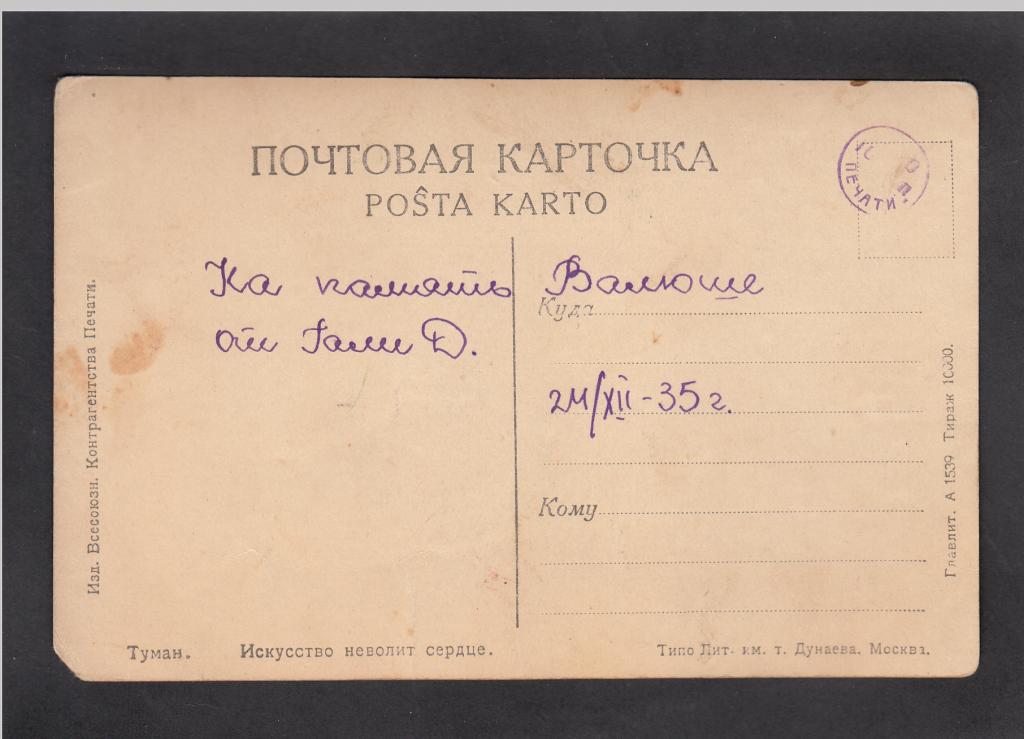 ПОЧТОВАЯ КАРТОЧКА
POŜTA KARTO
ПЕЧАТИ
На память Валюше
от Гали Д.
Куда
24/XII-35 г.
Кому
Изд. Всесоюзн. Контрагентства Печати.
Главлит. А 1539 Тираж 10000.
Туман. Искусство неволит сердце.
Типо Лит. им. т. Дунаева. Москва.